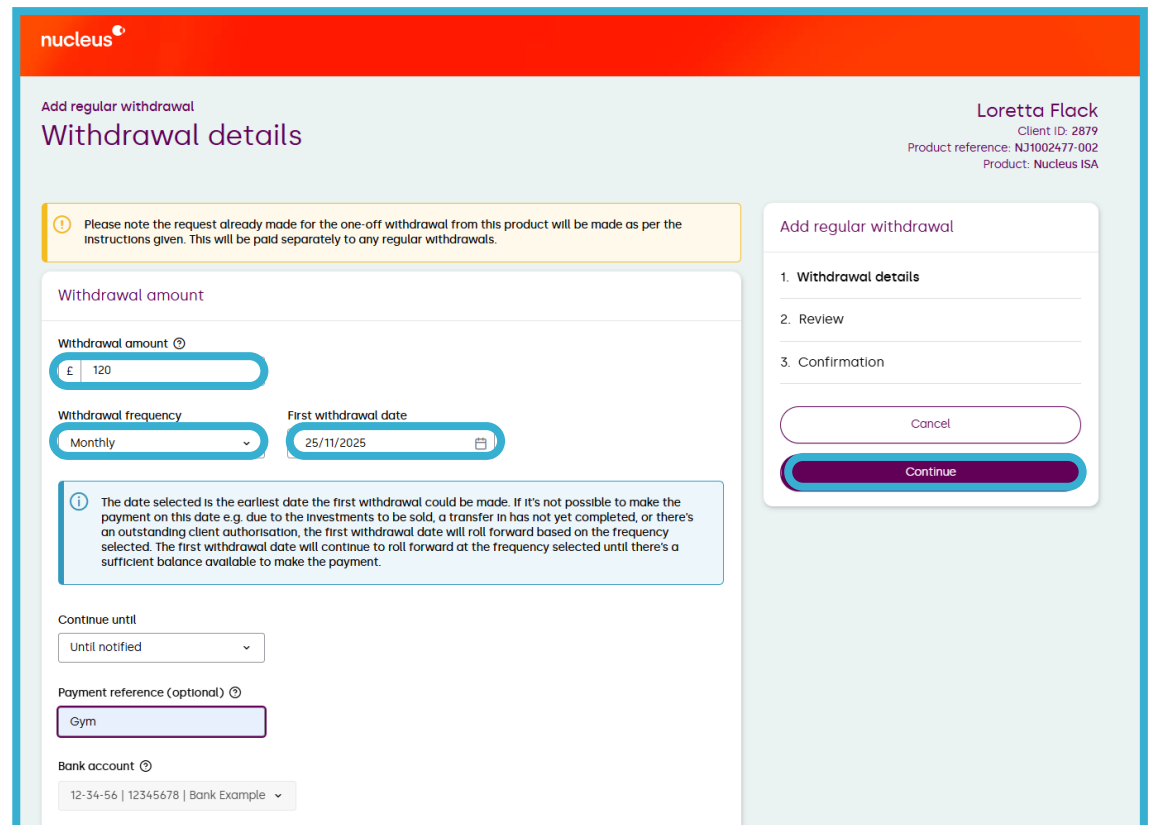 nucleus
Add regular withdrawal
Withdrawal details
Loretta Flack
Client ID: 2879
Product reference: NJ1002477-002
Product: Nucleus ISA
Please note the request already made for the one-off withdrawal from this product will be made as per the
instructions given. This will be paid separately to any regular withdrawals.
Withdrawal amount
Withdrawal amount
£ 120
Withdrawal frequency
First withdrawal date
Monthly
25/11/2025
The date selected is the earliest date the first withdrawal could be made. If it's not possible to make the
payment on this date e.g. due to the investments to be sold, a transfer in has not yet completed, or there's
an outstanding client authorisation, the first withdrawal date will roll forward based on the frequency
selected. The first withdrawal date will continue to roll forward at the frequency selected until there's a
sufficient balance available to make the payment.
Continue until
Until notified
Payment reference (optional)
Gym
Bank account
12-34-56 | 12345678 | Bank Example
Add regular withdrawal
1. Withdrawal details
2. Review
3. Confirmation
Cancel
Continue